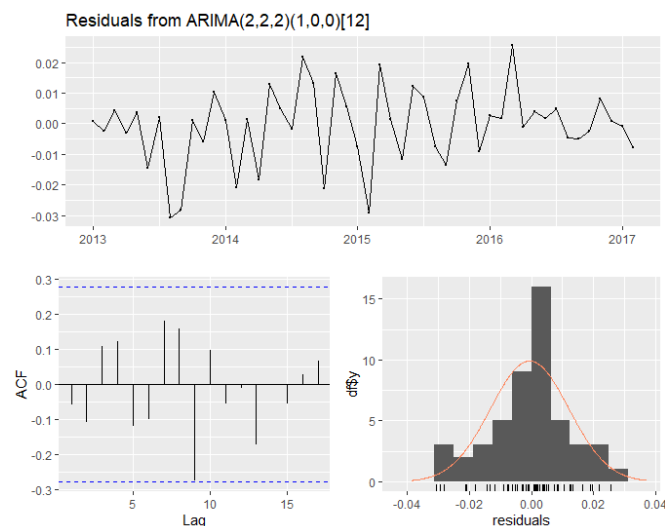 Residuals from ARIMA(2,2,2)(1,0,0)[12]
0.02
0.01
0.00
-0.01
-0.02
-0.03
2013 2014 2015 2016 2017
0.3
0.2
0.1
0.0
-0.1
-0.2
-0.3
ACF
5 10 15
Lag
15
10
5
0
df$y
-0.04 -0.02 0.00 0.02 0.04
residuals